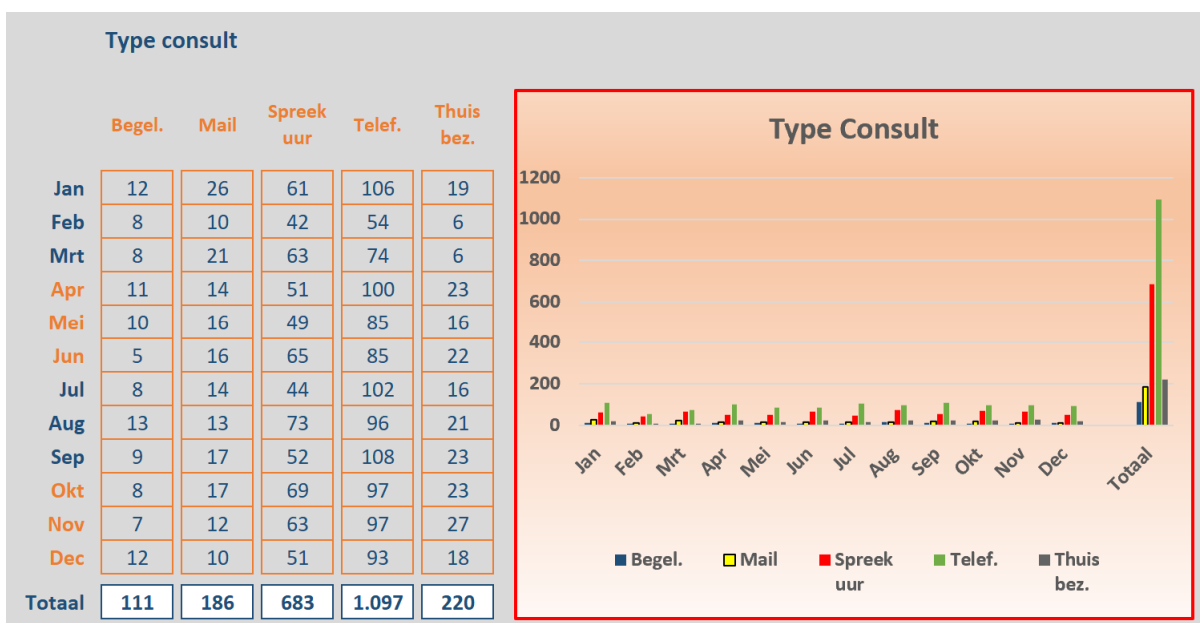 Type consult
Begel. Mail Spreek uur Telef. Thuis bez.
Jan 12 26 61 106 19
Feb 8 10 42 54 6
Mrt 8 21 63 74 6
Apr 11 14 51 100 23
Mei 10 16 49 85 16
Jun 5 16 65 85 22
Jul 8 14 44 102 16
Aug 13 13 73 96 21
Sep 9 17 52 108 23
Okt 8 17 69 97 23
Nov 7 12 63 97 27
Dec 12 10 51 93 18
Totaal 111 186 683 1.097 220
Type Consult
1200
1000
800
600
400
200
0
Jan Feb Mrt Apr Mei Jun Jul Aug Sep Okt Nov Dec Totaal
Begel. Mail Spreek uur Telef. Thuis bez.